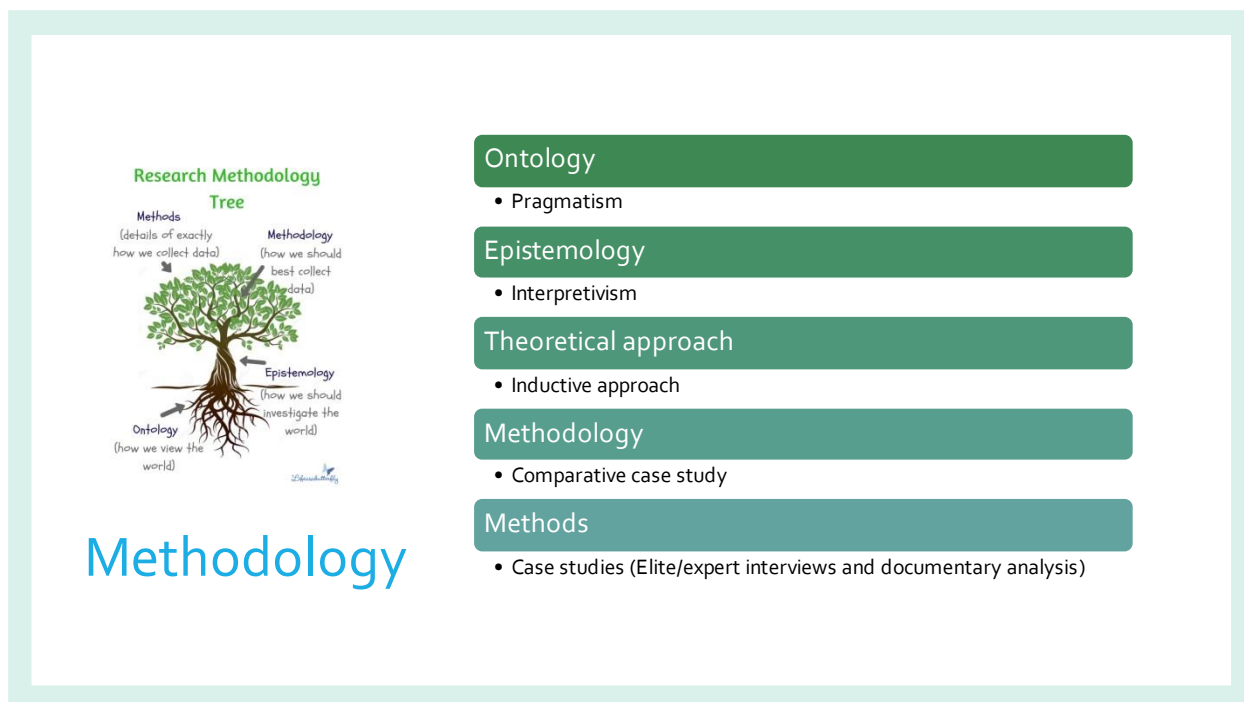 Research Methodology
Tree
Methods
(details of exactly
how we collect data)
Methodology
(how we should
best collect
data)
Epistemology
(how we should
investigate the
world)
Ontology
(how we view the
world)
Methodology
Ontology
• Pragmatism
Epistemology
• Interpretivism
Theoretical approach
• Inductive approach
Methodology
• Comparative case study
Methods
• Case studies (Elite/expert interviews and documentary analysis)